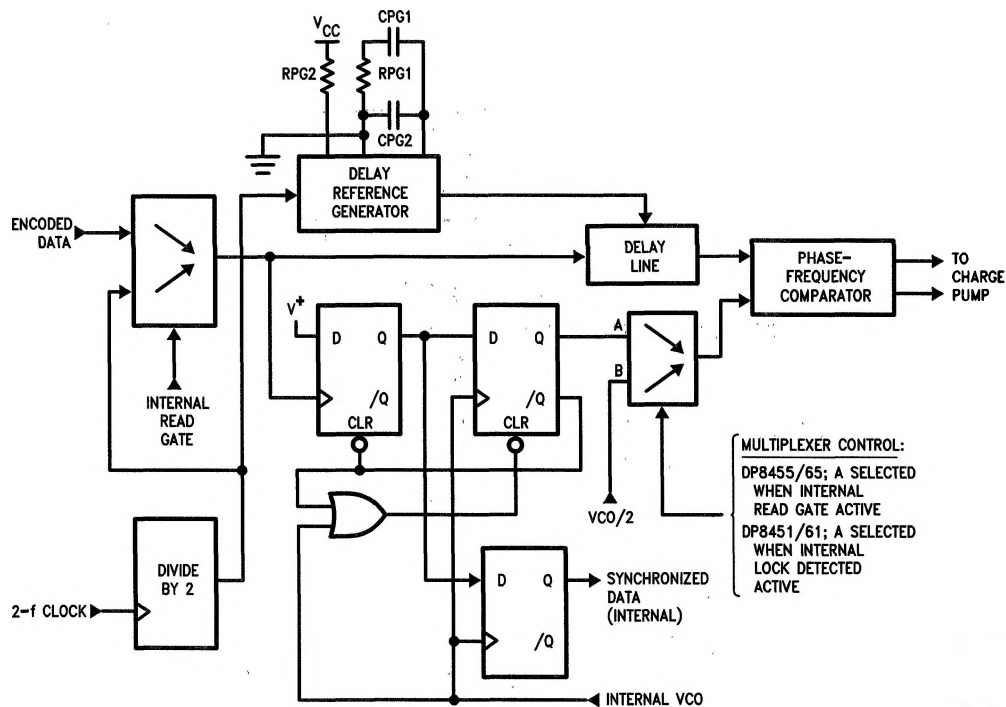 VCC
CPG1
RPG2
RPG1
CPG2
DELAY
REFERENCE
GENERATOR
ENCODED
DATA
DELAY
LINE
PHASE-
FREQUENCY
COMPARATOR
TO
CHARGE
PUMP
INTERNAL
READ
GATE
V+
D Q
/Q
CLR
D Q
/Q
CLR
A
B
VCO/2
MULTIPLEXER CONTROL:
DP8455/65; A SELECTED
WHEN INTERNAL
READ GATE ACTIVE
DP8451/61; A SELECTED
WHEN INTERNAL
LOCK DETECTED
ACTIVE
DIVIDE
BY 2
2-f CLOCK
D Q
/Q
SYNCHRONIZED
DATA
(INTERNAL)
INTERNAL VCO